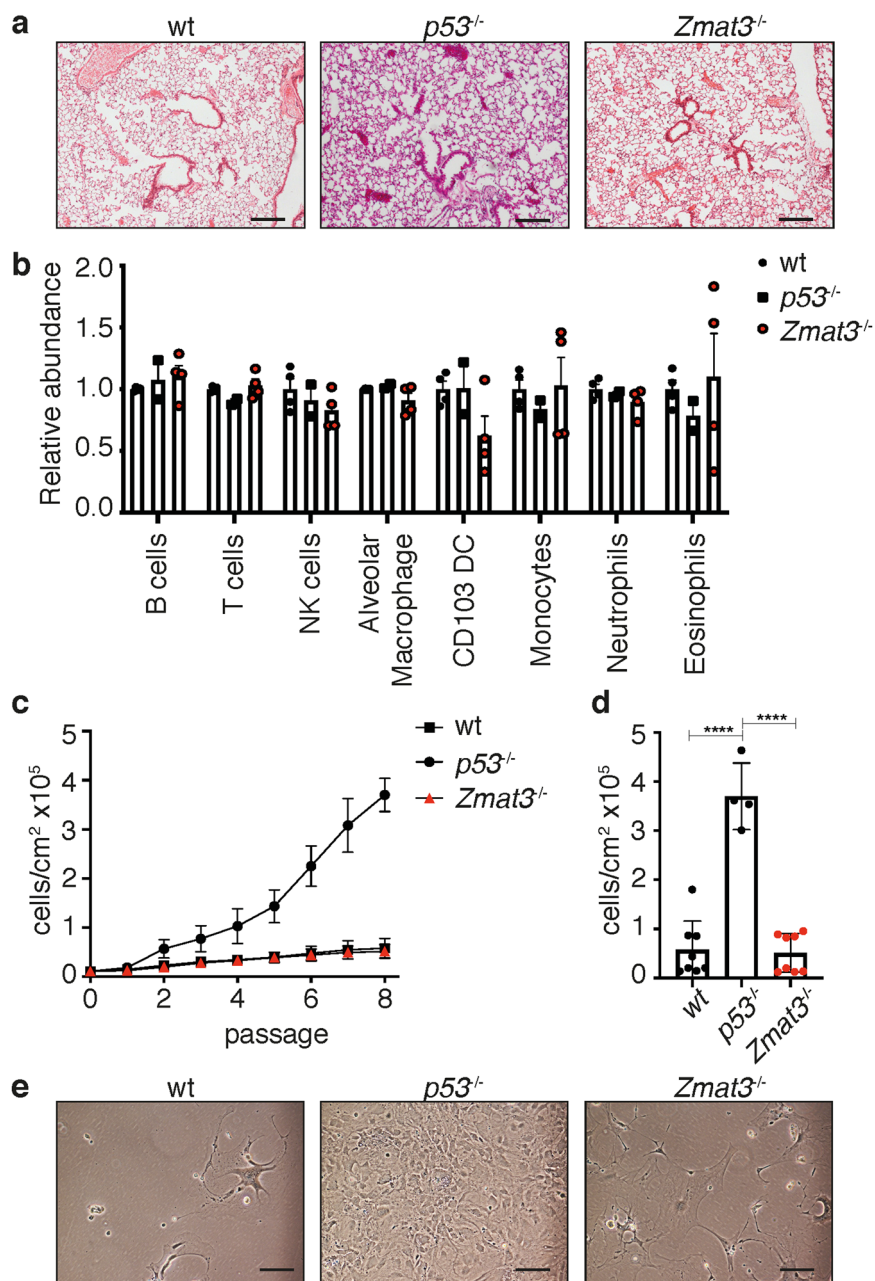 a
wt
p53-/-
Zmat3-/-
b
Relative abundance
2.0
1.5
1.0
0.5
0.0
B cells
T cells
NK cells
Alveolar
Macrophage
CD103 DC
Monocytes
Neutrophils
Eosinophils
wt
p53-/-
Zmat3-/-
c
cells/cm2 x105
5
4
3
2
1
0
0 2 4 6 8
passage
wt
p53-/-
Zmat3-/-
d
cells/cm2 x105
5
4
3
2
1
0
**** ****
wt
p53-/-
Zmat3-/-
e
wt
p53-/-
Zmat3-/-